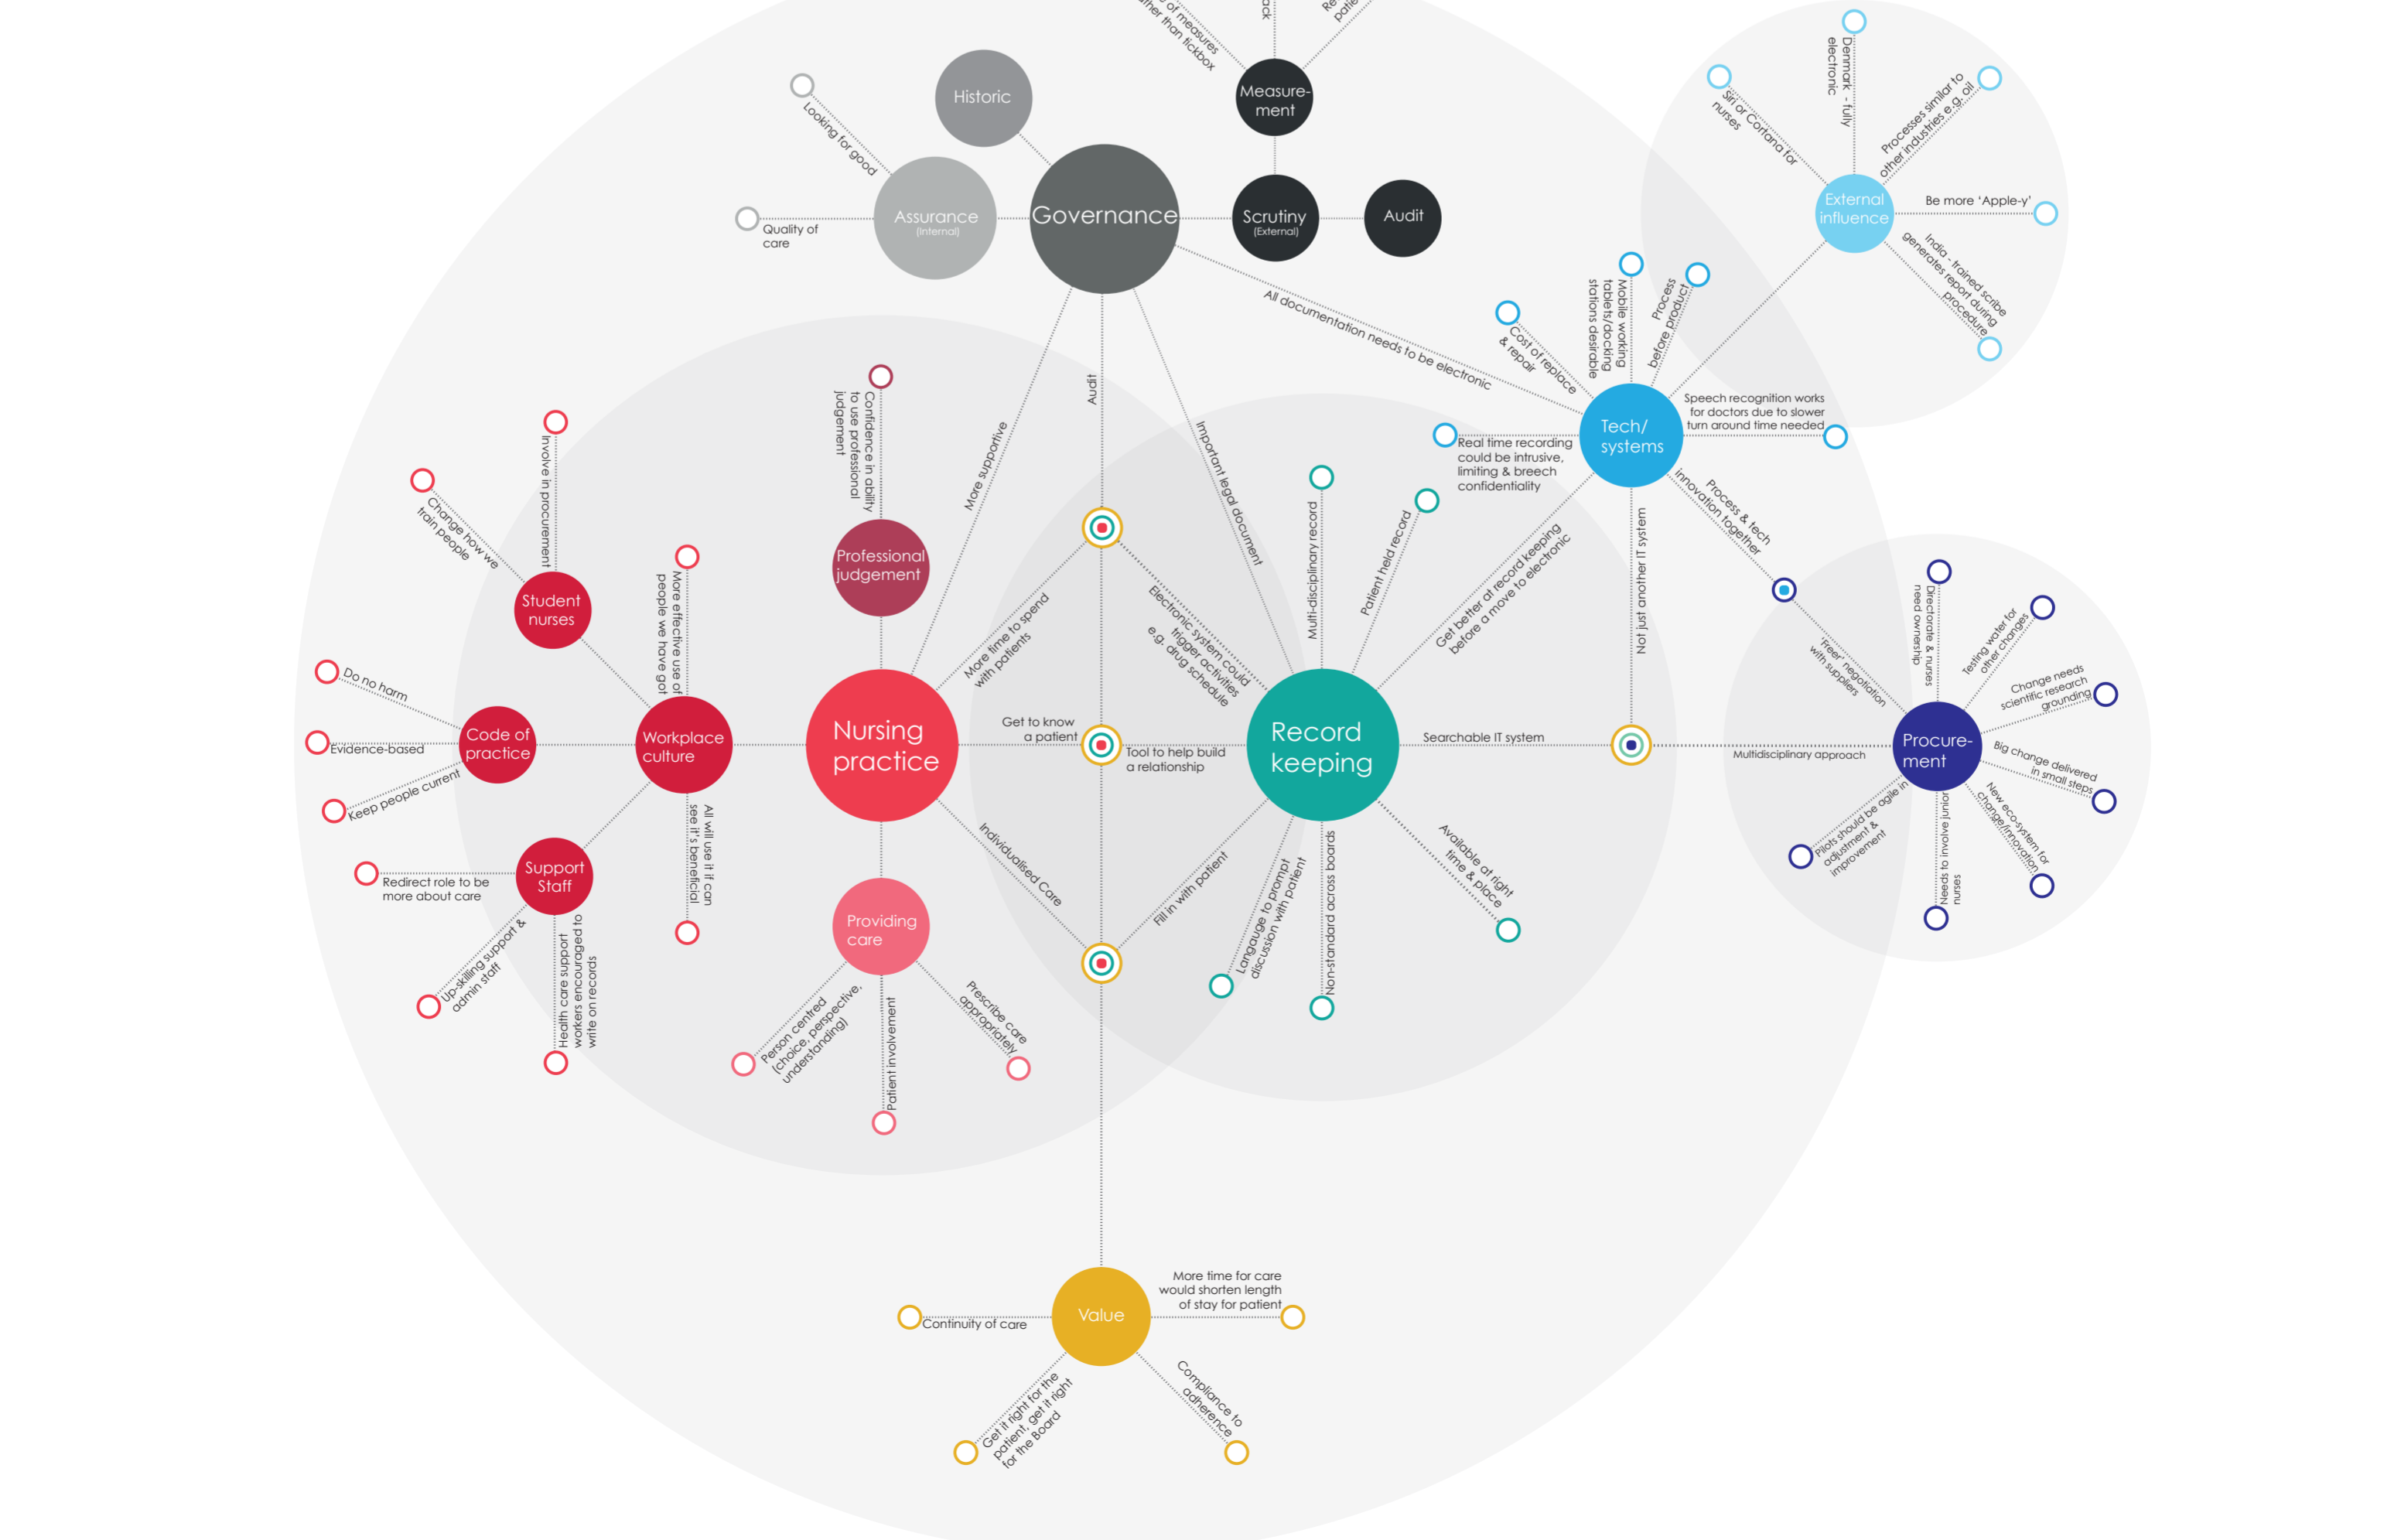 of measures
ther than tickbox
ack
Re
patie
Historic
Looking for good
Quality of
care
Assurance
(Internal)
Governance
Measure-
ment
Scrutiny
(External)
Audit
Siri or Cortana for
nurses
Denmark - fully
electronic
Processes similar to
other industries e.g. oil
External
influence
Be more ‘Apple-y’
India - trained scribe
generates report during
procedure
All documentation needs to be electronic
Cost of replace
& repair
Mobile working
tablets/docking
stations desirable
Process
before product
Tech/
systems
Speech recognition works
for doctors due to slower
turn around time needed
Real time recording
could be intrusive,
limiting & breech
confidentiality
Process & tech
innovation together
Not just another IT system
Get better at record keeping
before a move to electronic
More supportive
Audit
Important legal document
Confidence in ability
to use professional
judgement
Professional
judgement
Involve in procurement
Change how we
train people
Student
nurses
More effective use of
people we have got
Do no harm
Evidence-based
Keep people current
Code of
practice
Workplace
culture
Nursing
practice
More time to spend
with patients
Electronic system could
trigger activities
e.g. drug schedule
Get to know
a patient
Tool to help build
a relationship
Multi-disciplinary record
Patient held record
Record
keeping
Searchable IT system
Multidisciplinary approach
‘Freer’ negotiation
with suppliers
Directorate & nurses
need ownership
Testing water for
other changes
Change needs
scientific research
grounding
Procure-
ment
Big change delivered
in small steps
New eco-system for
change/innovation
Needs to involve junior
nurses
Pilots should be agile in
adjustment &
improvement
All will use it if can
see it’s beneficial
Support
Staff
Redirect role to be
more about care
Up-skilling support &
admin staff
Health care support
workers encouraged to
write on records
Individualised Care
Fill in with patient
Langauge to prompt
discussion with patient
Non-standard across boards
Available at right
time & place
Providing
care
Person centred
(choice, perspective,
understanding)
Patient involvement
Prescribe care
appropriately
Value
Continuity of care
More time for care
would shorten length
of stay for patient
Get it right for the
patient, get it right
for the Board
Compliance to
adherence